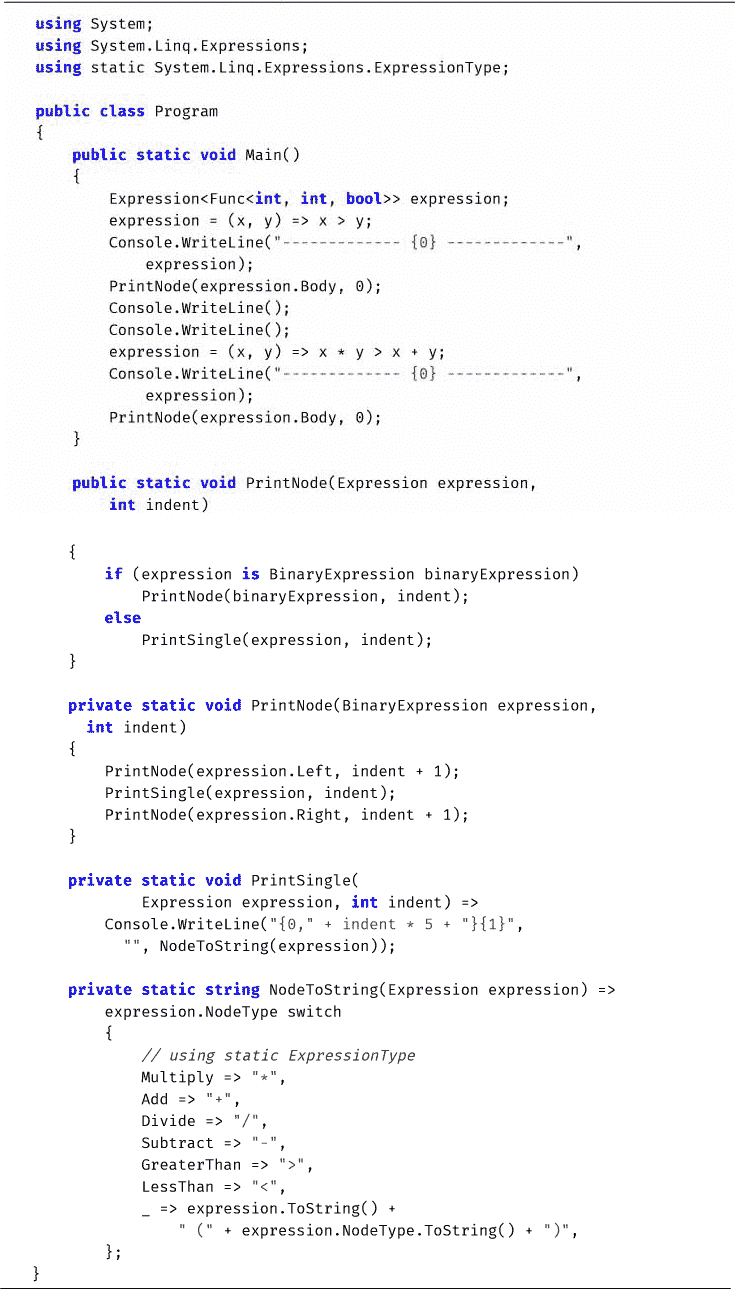 using System;
using System.Linq.Expressions;
using static System.Linq.Expressions.ExpressionType;

public class Program
{
    public static void Main()
    {
        Expression<Func<int, int, bool>> expression;
        expression = (x, y) => x > y;
        Console.WriteLine("------------- {0} -------------",
            expression);
        PrintNode(expression.Body, 0);
        Console.WriteLine();
        Console.WriteLine();
        expression = (x, y) => x * y > x + y;
        Console.WriteLine("------------- {0} -------------",
            expression);
        PrintNode(expression.Body, 0);
    }

    public static void PrintNode(Expression expression,
        int indent)

    {
        if (expression is BinaryExpression binaryExpression)
            PrintNode(binaryExpression, indent);
        else
            PrintSingle(expression, indent);
    }

    private static void PrintNode(BinaryExpression expression,
      int indent)
    {
        PrintNode(expression.Left, indent + 1);
        PrintSingle(expression, indent);
        PrintNode(expression.Right, indent + 1);
    }

    private static void PrintSingle(
            Expression expression, int indent) =>
        Console.WriteLine("{0," + indent * 5 + "}{1}",
          "", NodeToString(expression));

    private static string NodeToString(Expression expression) =>
        expression.NodeType switch
        {
            // using static ExpressionType
            Multiply => "*",
            Add => "+",
            Divide => "/",
            Subtract => "-",
            GreaterThan => ">",
            LessThan => "<",
            _ => expression.ToString() +
                " (" + expression.NodeType.ToString() + ")",
        };
}